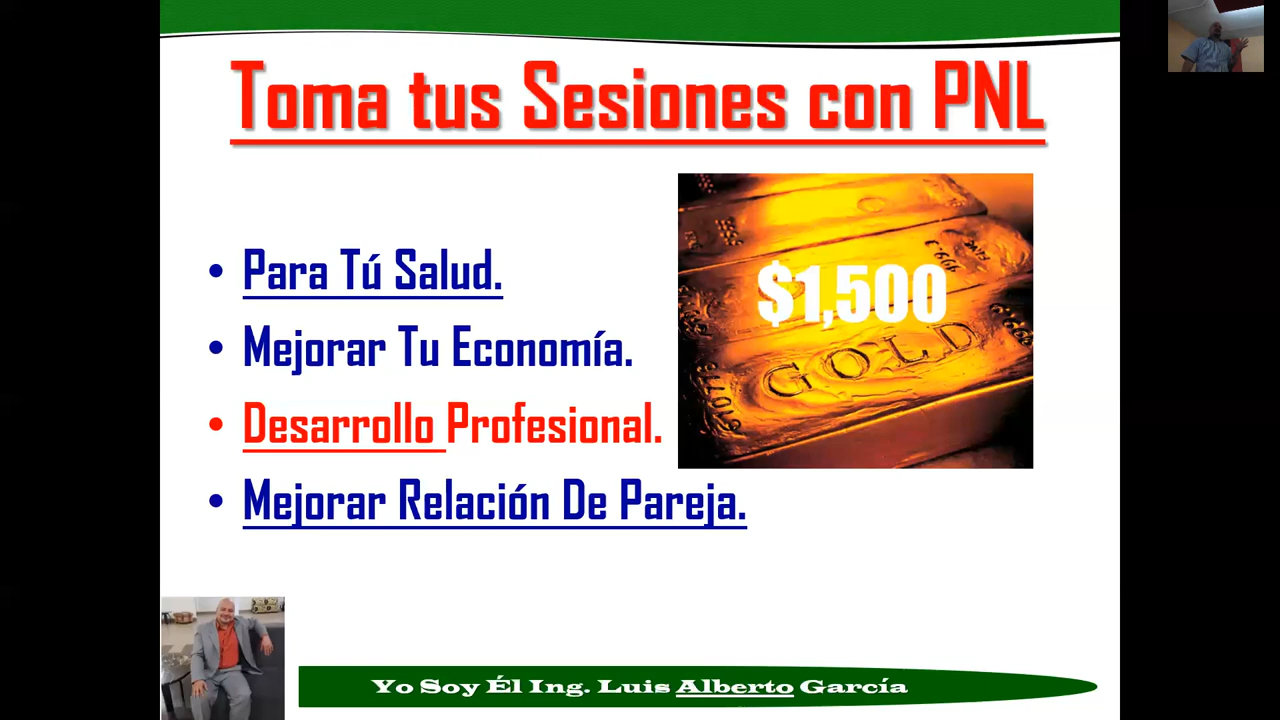 Toma tus Sesiones con PNL
• Para Tú Salud.
• Mejorar Tu Economía.
• Desarrollo Profesional.
• Mejorar Relación De Pareja.
$1,500
GOLD
Yo Soy Él Ing. Luis Alberto García